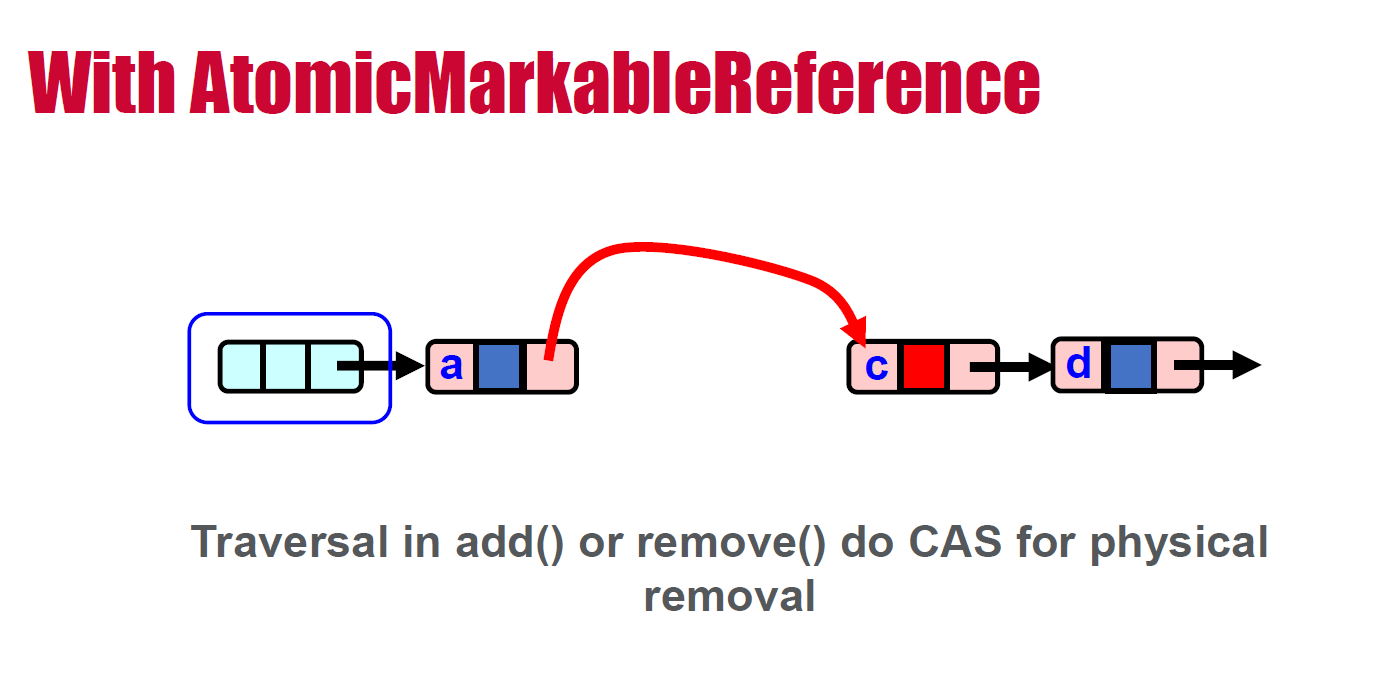 With AtomicMarkableReference
a
c
d
Traversal in add() or remove() do CAS for physical
removal